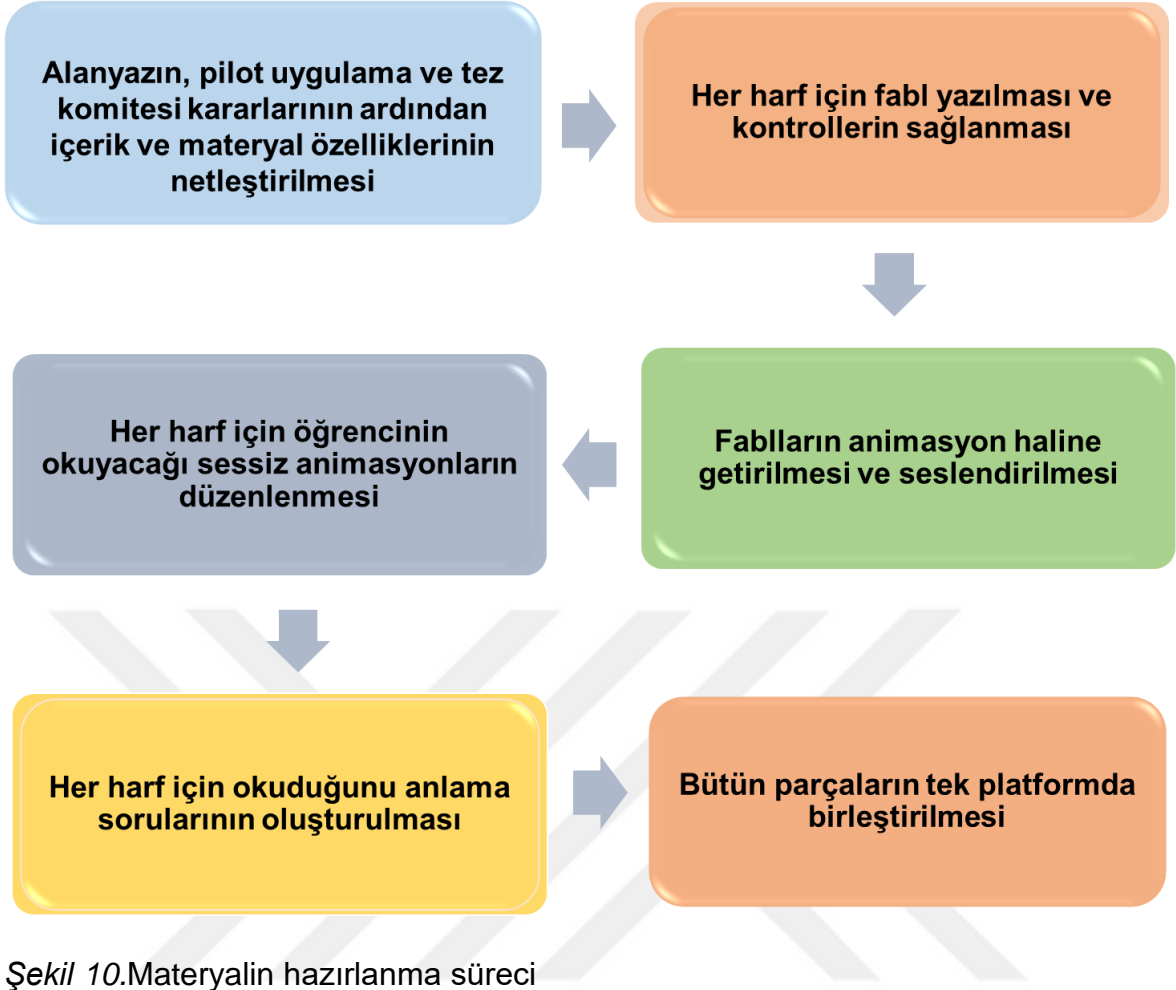 Alanyazın, pilot uygulama ve tez
komitesi kararlarının ardından
içerik ve materyal özelliklerinin
netleştirilmesi
Her harf için fabl yazılması ve
kontrollerin sağlanması
Fablların animasyon haline
getirilmesi ve seslendirilmesi
Her harf için öğrencinin
okuyacağı sessiz animasyonların
düzenlenmesi
Her harf için okuduğunu anlama
sorularının oluşturulması
Bütün parçaların tek platformda
birleştirilmesi
Şekil 10.Materyalin hazırlanma süreci